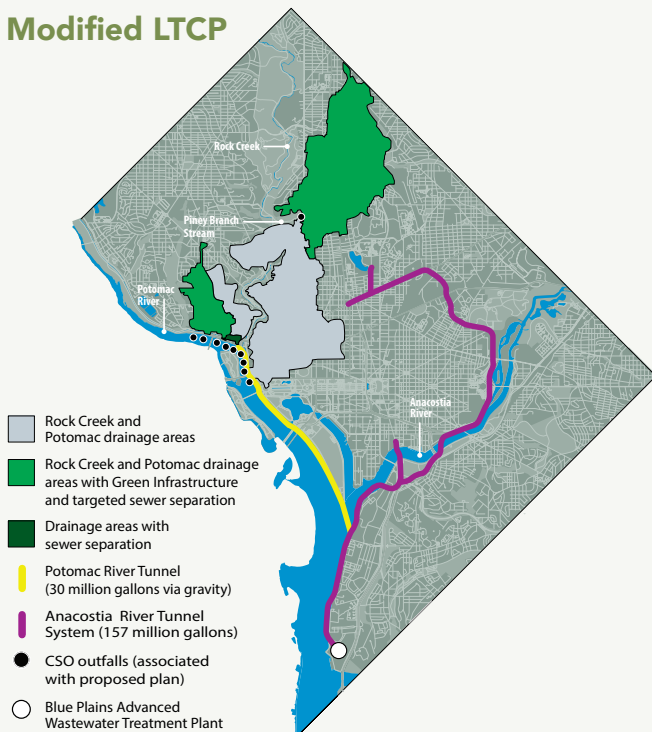 Modified LTCP
Rock Creek
Piney Branch
Stream
Potomac
River
Anacostia
River
Rock Creek and
Potomac drainage areas
Rock Creek and Potomac drainage
areas with Green Infrastructure
and targeted sewer separation
Drainage areas with
sewer separation
Potomac River Tunnel
(30 million gallons via gravity)
Anacostia River Tunnel
System (157 million gallons)
CSO outfalls (associated
with proposed plan)
Blue Plains Advanced
Wastewater Treatment Plant